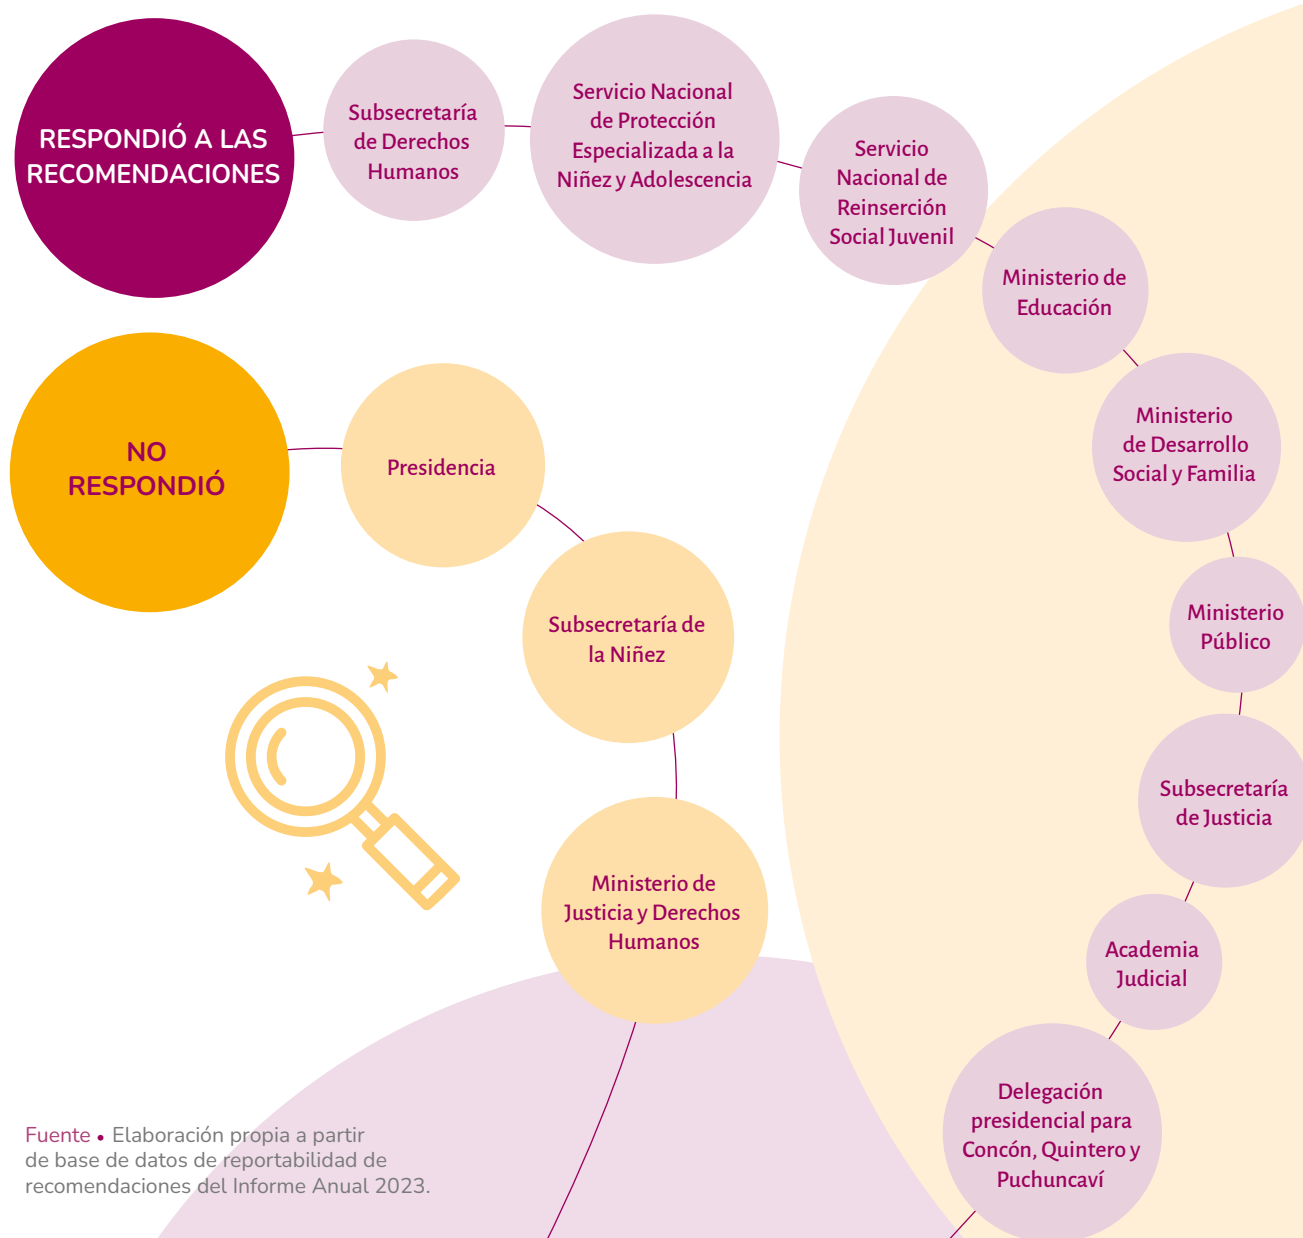 RESPONDIÓ A LAS
RECOMENDACIONES
Subsecretaría
de Derechos
Humanos
Servicio Nacional
de Protección
Especializada a la
Niñez y Adolescencia
Servicio
Nacional de
Reinserción
Social Juvenil
Ministerio de
Educación
Ministerio
de Desarrollo
Social y Familia
Ministerio
Público
Subsecretaría
de Justicia
Academia
Judicial
Delegación
presidencial para
Concón, Quintero y
Puchuncaví
NO
RESPONDIÓ
Presidencia
Subsecretaría de
la Niñez
Ministerio de
Justicia y Derechos
Humanos
Fuente • Elaboración propia a partir
de base de datos de reportabilidad de
recomendaciones del Informe Anual 2023.